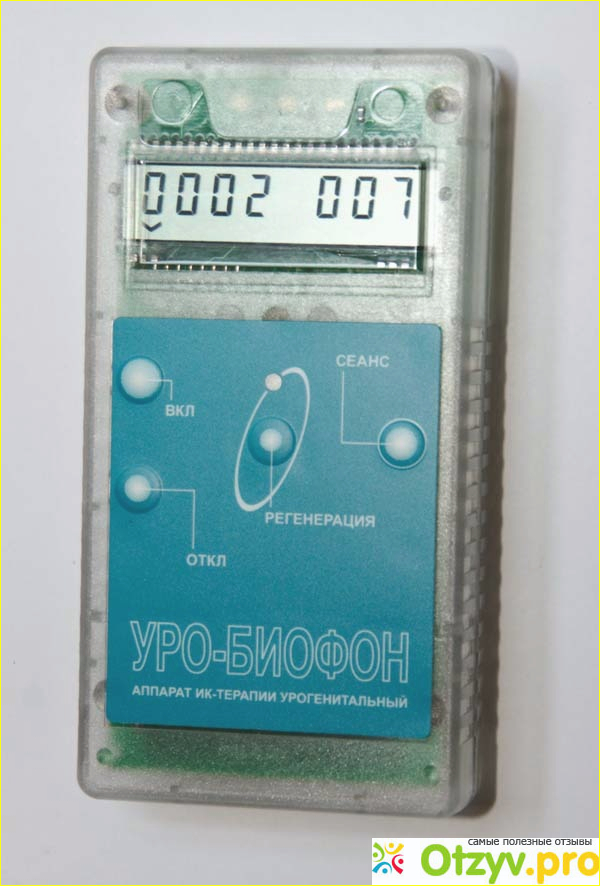 0002 007
СЕАНС
ВКЛ
РЕГЕНЕРАЦИЯ
ОТКЛ
УРО-БИОФОН
АППАРАТ ИК-ТЕРАПИИ УРОГЕНИТАЛЬНЫЙ
самые полезные отзывы
Otzyv.pro